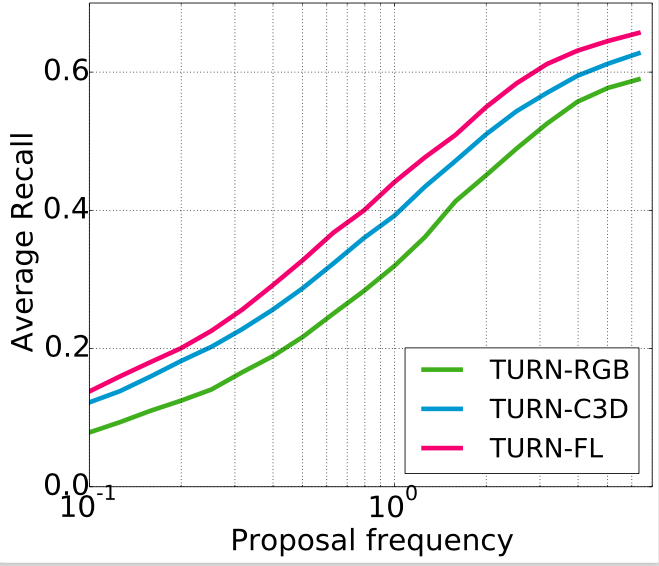 0.6
0.4
0.2
0.0
Average Recall
10^-1
10^0
Proposal frequency
TURN-RGB
TURN-C3D
TURN-FL